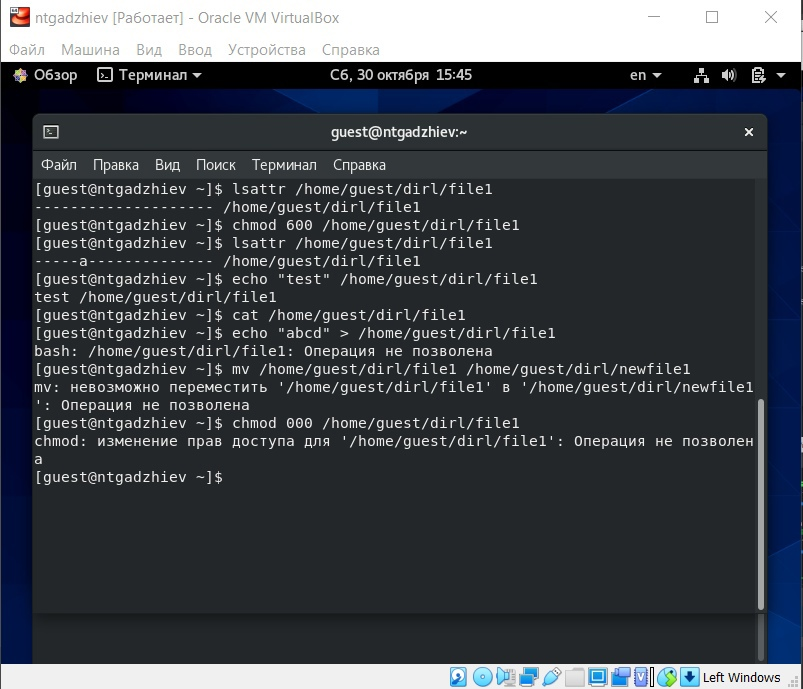 ntgadzhiev [Работает] - Oracle VM VirtualBox
Файл Машина Вид Ввод Устройства Справка
Обзор Терминал Сб, 30 октября 15:45 en
guest@ntgadzhiev:~
Файл Правка Вид Поиск Терминал Справка
[guest@ntgadzhiev ~]$ lsattr /home/guest/dirl/file1
-------------------- /home/guest/dirl/file1
[guest@ntgadzhiev ~]$ chmod 600 /home/guest/dirl/file1
[guest@ntgadzhiev ~]$ lsattr /home/guest/dirl/file1
-----a-------------- /home/guest/dirl/file1
[guest@ntgadzhiev ~]$ echo "test" /home/guest/dirl/file1
test /home/guest/dirl/file1
[guest@ntgadzhiev ~]$ cat /home/guest/dirl/file1
[guest@ntgadzhiev ~]$ echo "abcd" > /home/guest/dirl/file1
bash: /home/guest/dirl/file1: Операция не позволена
[guest@ntgadzhiev ~]$ mv /home/guest/dirl/file1 /home/guest/dirl/newfile1
mv: невозможно переместить '/home/guest/dirl/file1' в '/home/guest/dirl/newfile1
': Операция не позволена
[guest@ntgadzhiev ~]$ chmod 000 /home/guest/dirl/file1
chmod: изменение прав доступа для '/home/guest/dirl/file1': Операция не позволен
а
[guest@ntgadzhiev ~]$
Left Windows